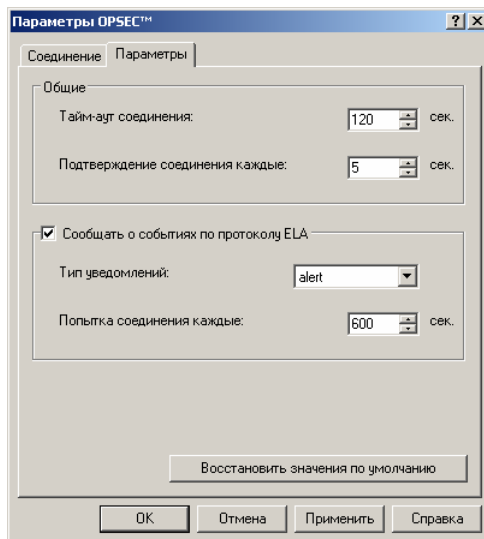 Параметры OPSEC™
Соединение Параметры
Общие
Тайм-аут соединения: 120 сек.
Подтверждение соединения каждые: 5 сек.
Сообщать о событиях по протоколу ELA
Тип уведомлений: alert
Попытка соединения каждые: 600 сек.
Восстановить значения по умолчанию
OK Отмена Применить Справка